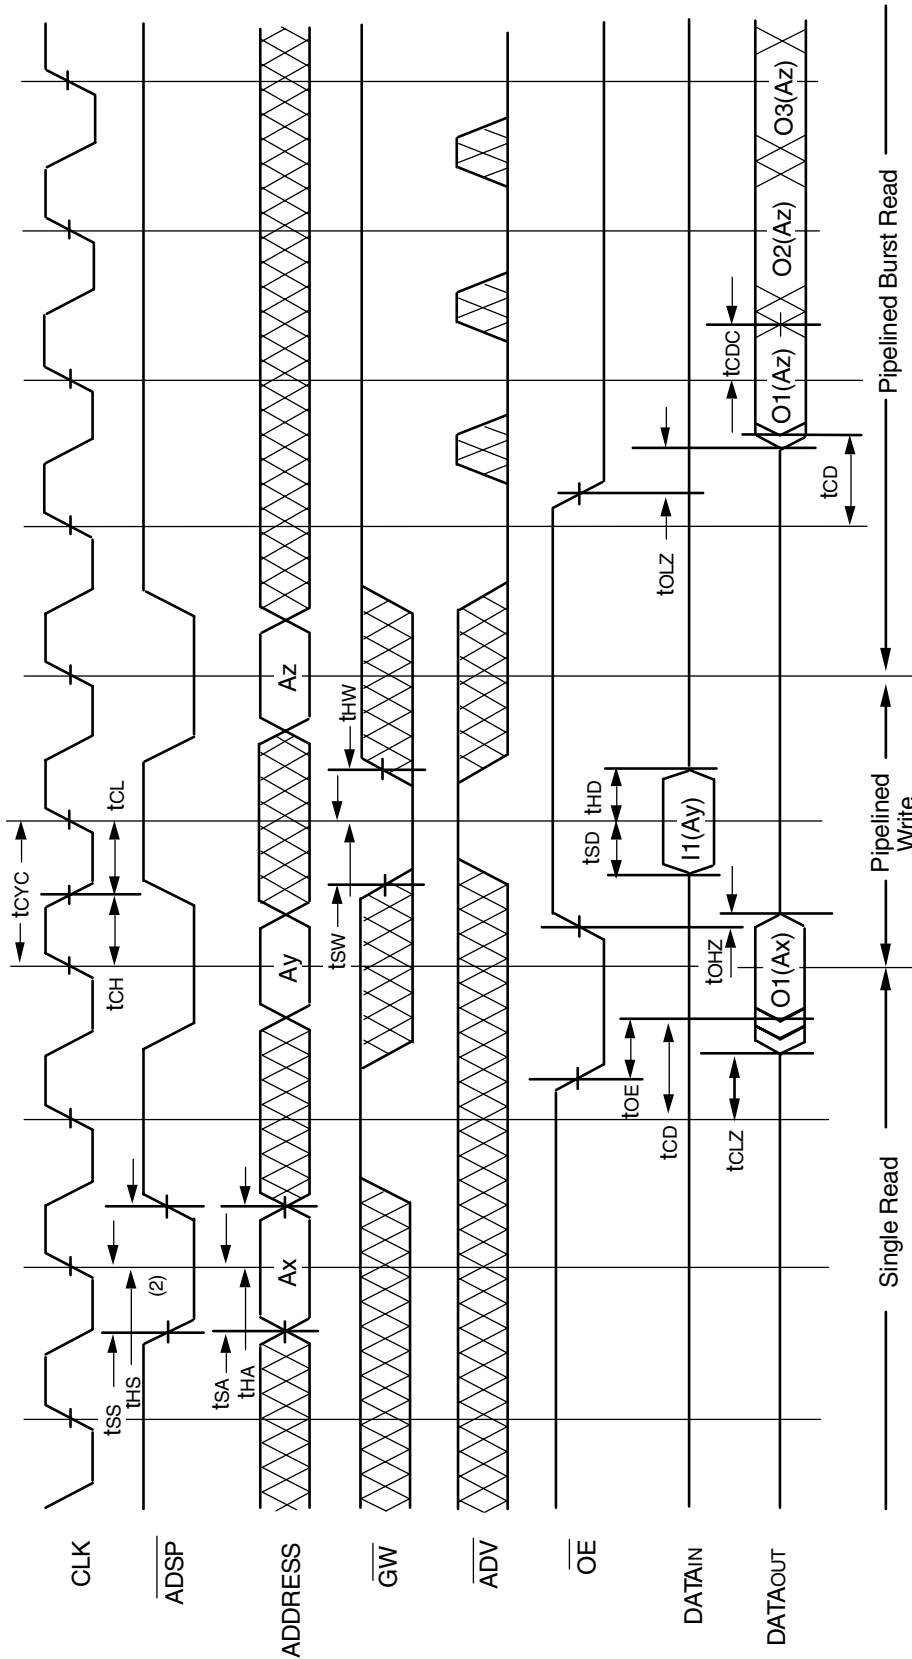 CLK
tCYC
tSS
tHS
(2)
tCH
tCL
ADSP
tSA
tHA
ADDRESS
Ax
Ay
Az
GW
tSW
tHW
ADV
OE
tOE
tOLZ
tSD
tHD
DATAIN
tCD
I1(Ay)
tCLZ
tOHZ
tCDC
DATAOUT
O1(Ax)
O1(Az)
O2(Az)
O3(Az)
tCD
Single Read
Pipelined
Write
Pipelined Burst Read